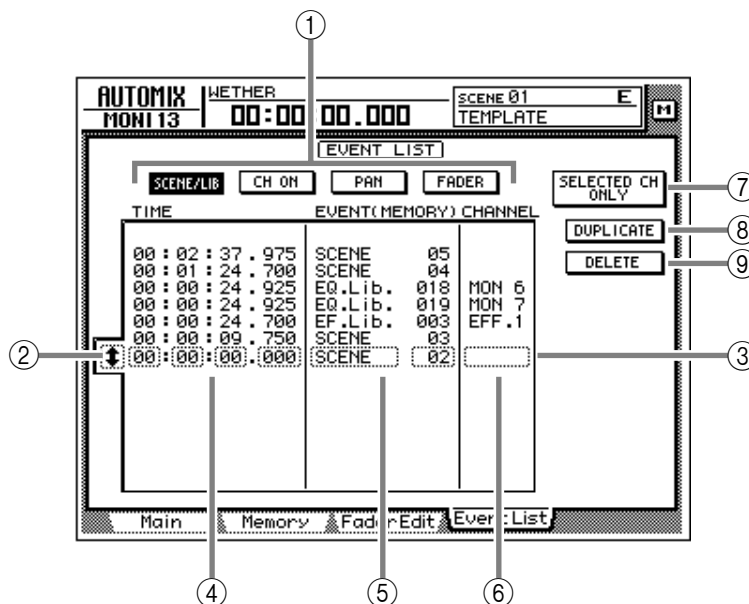 ①
AUTOMIX
MONI 13
WETHER
00:00:00.000
SCENE 01 E
TEMPLATE
M
EVENT LIST
SCENE/LIB CH ON PAN FADER
SELECTED CH ONLY
⑦
DUPLICATE
⑧
DELETE
⑨
TIME EVENT(MEMORY) CHANNEL
00:02:37.975 SCENE 05
00:01:24.700 SCENE 04
00:00:24.925 EQ.Lib. 018 MON 6
00:00:24.925 EQ.Lib. 019 MON 7
00:00:24.700 EF.Lib. 003 EFF.1
00:00:09.750 SCENE 03
② 00:00:00.000 SCENE 02 ③
Main Memory Fader Edit Event List
④ ⑤ ⑥